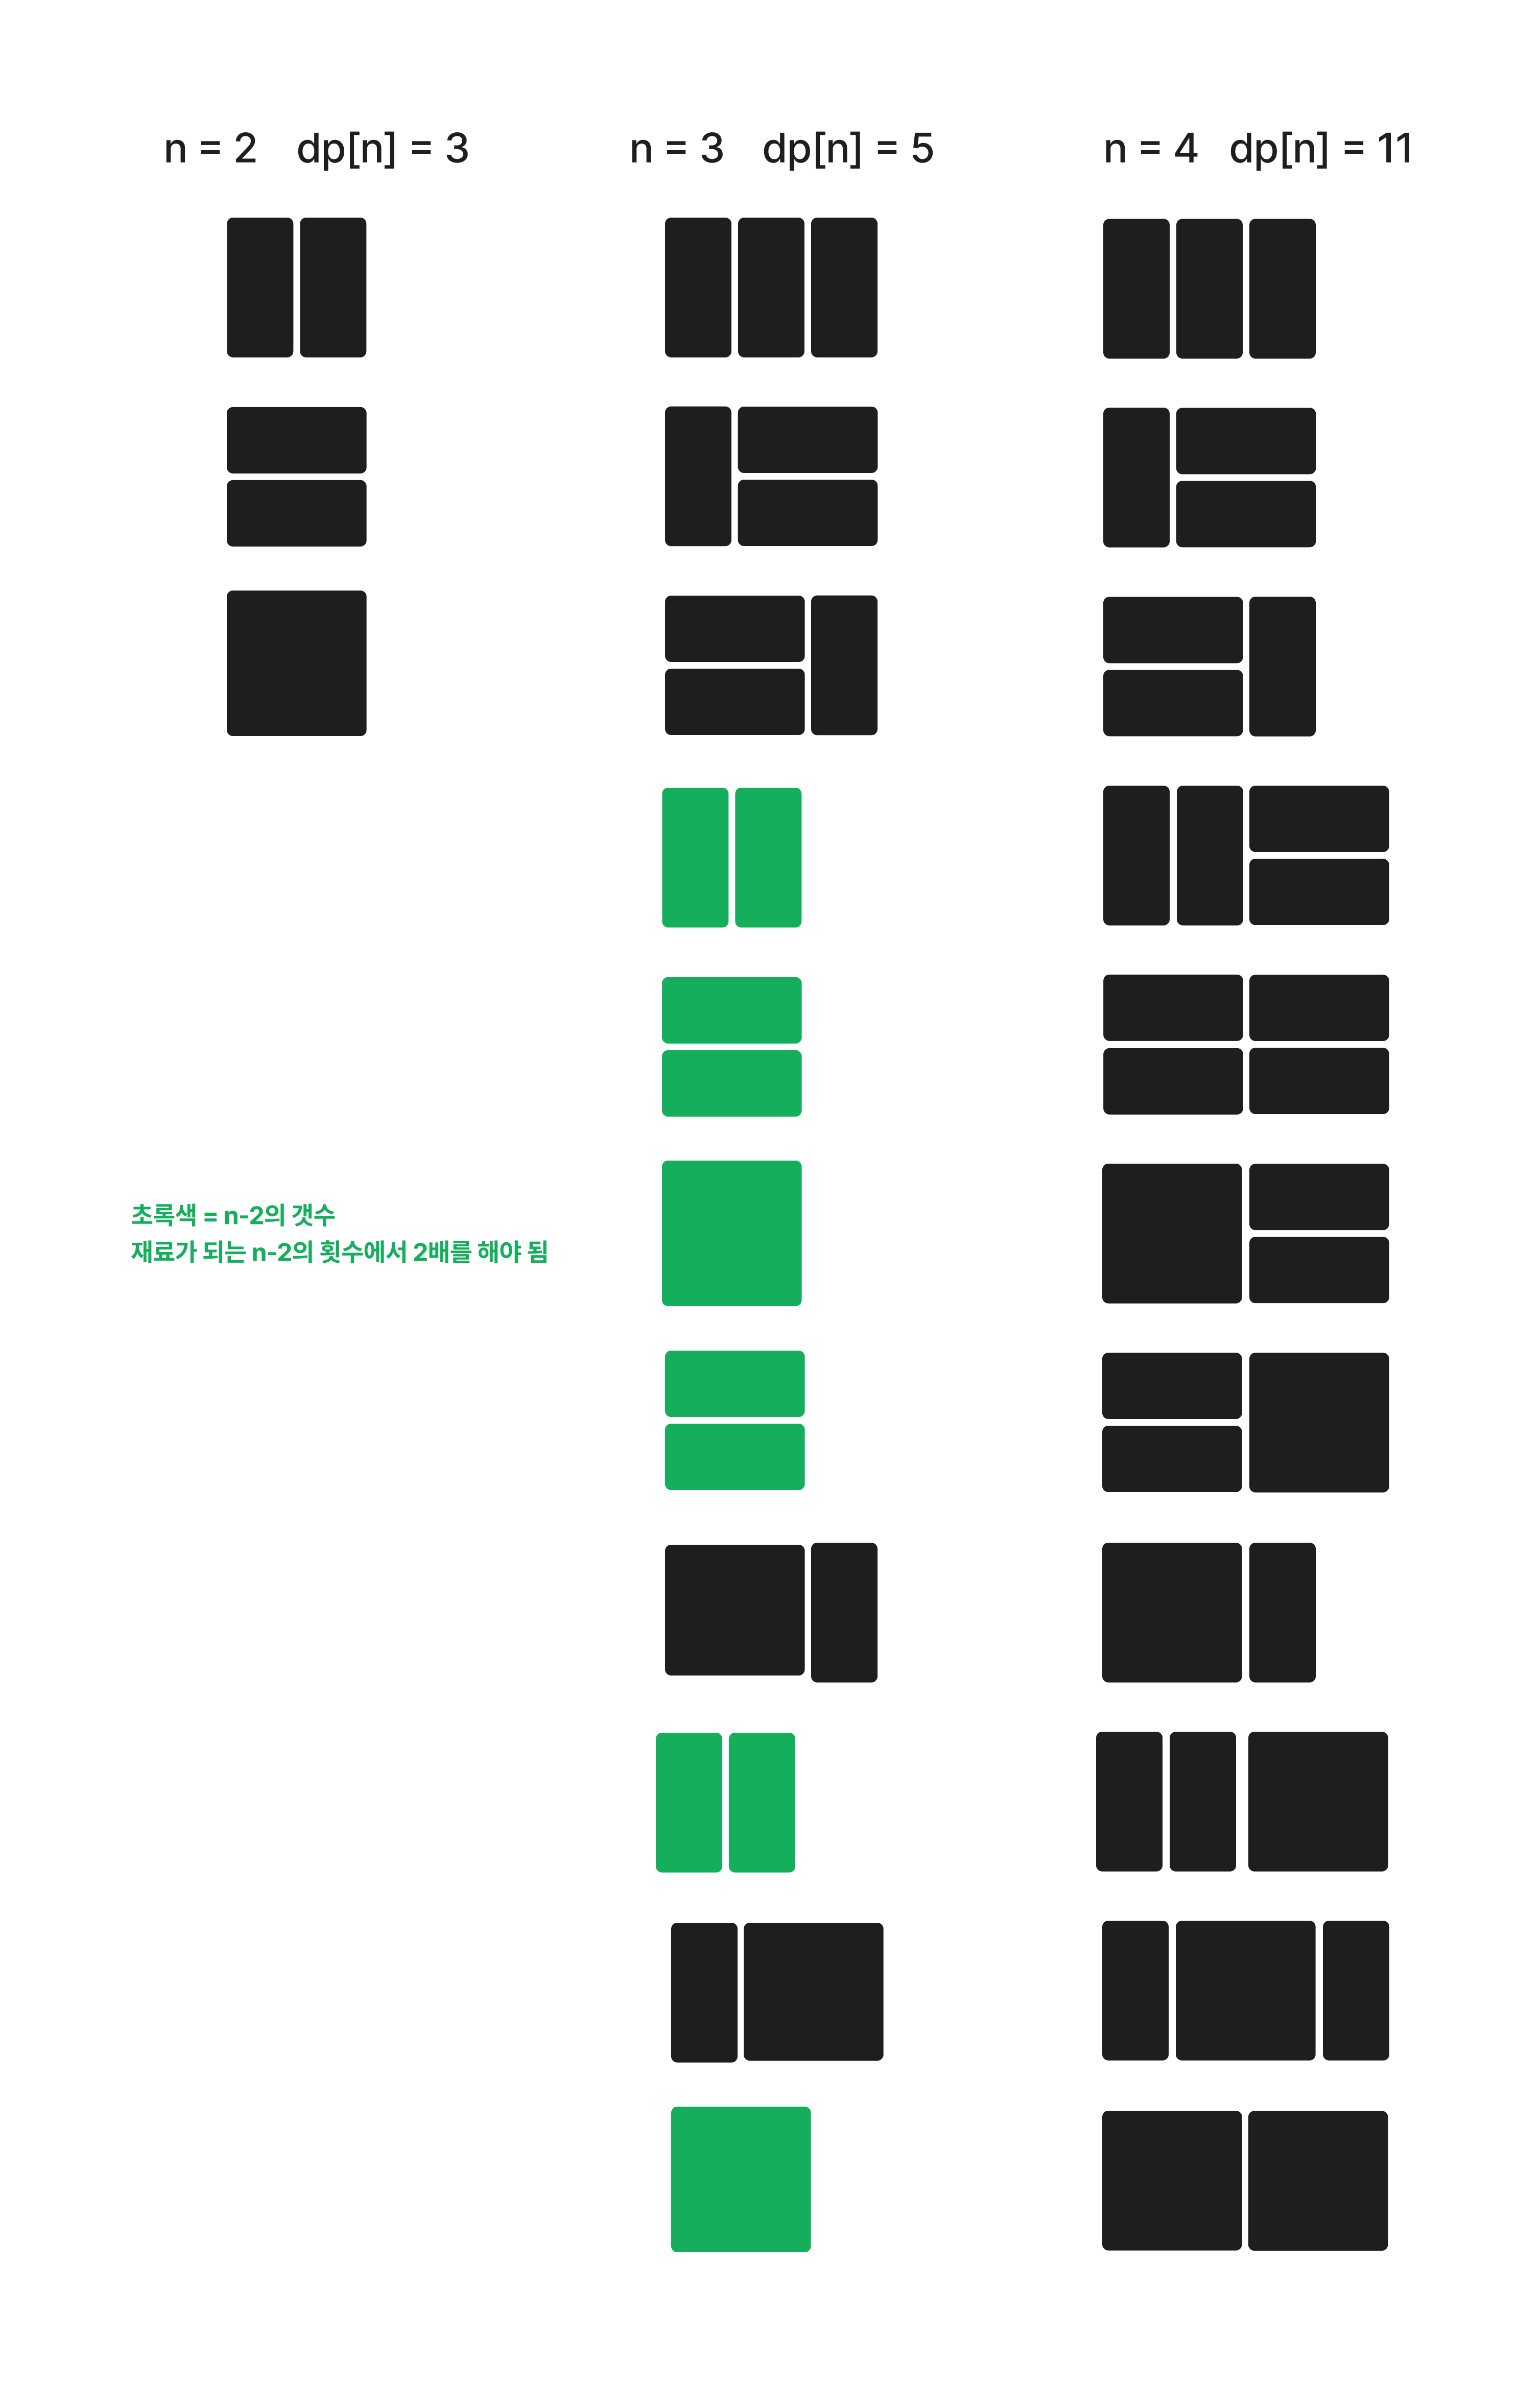 n = 2 dp[n] = 3
n = 3 dp[n] = 5
n = 4 dp[n] = 11
초록색 = n-2의 갯수
재료가 되는 n-2의 횟수에서 2배를 해야 됨